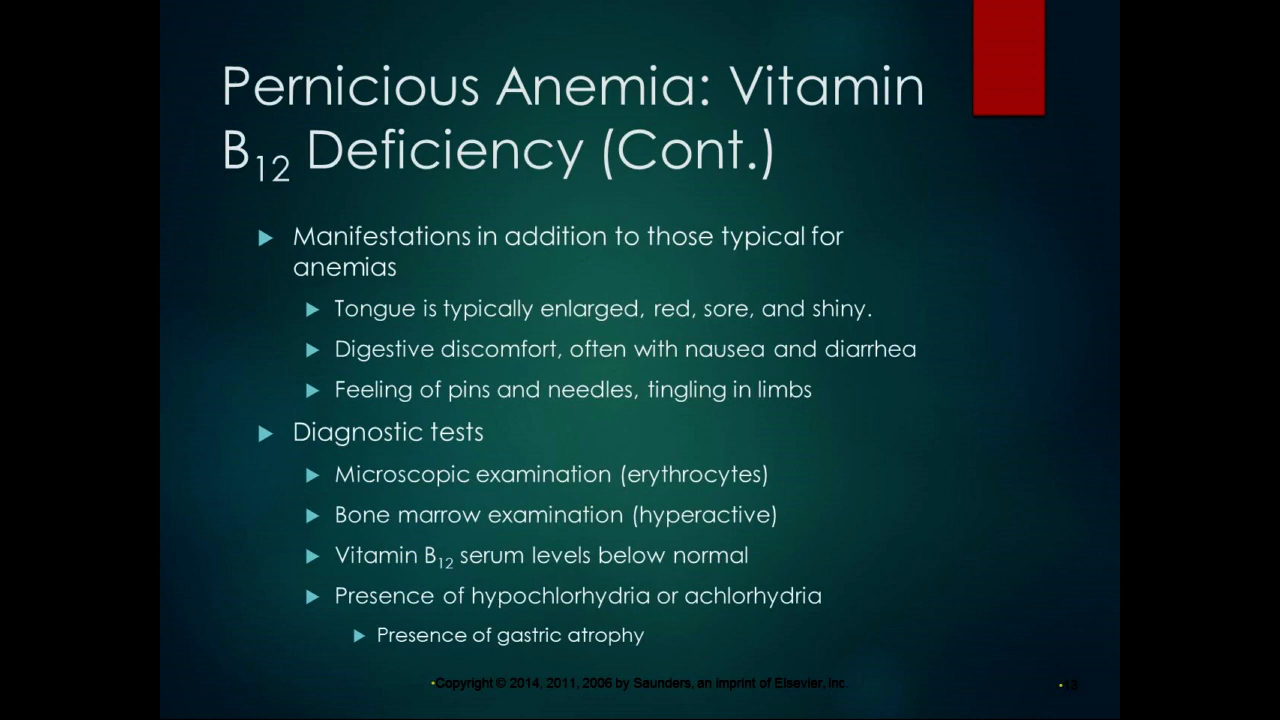 Pernicious Anemia: Vitamin
B12 Deficiency (Cont.)
Manifestations in addition to those typical for
anemias
Tongue is typically enlarged, red, sore, and shiny.
Digestive discomfort, often with nausea and diarrhea
Feeling of pins and needles, tingling in limbs
Diagnostic tests
Microscopic examination (erythrocytes)
Bone marrow examination (hyperactive)
Vitamin B12 serum levels below normal
Presence of hypochlorhydria or achlorhydria
Presence of gastric atrophy
•Copyright © 2014, 2011, 2006 by Saunders, an imprint of Elsevier, Inc.
•13